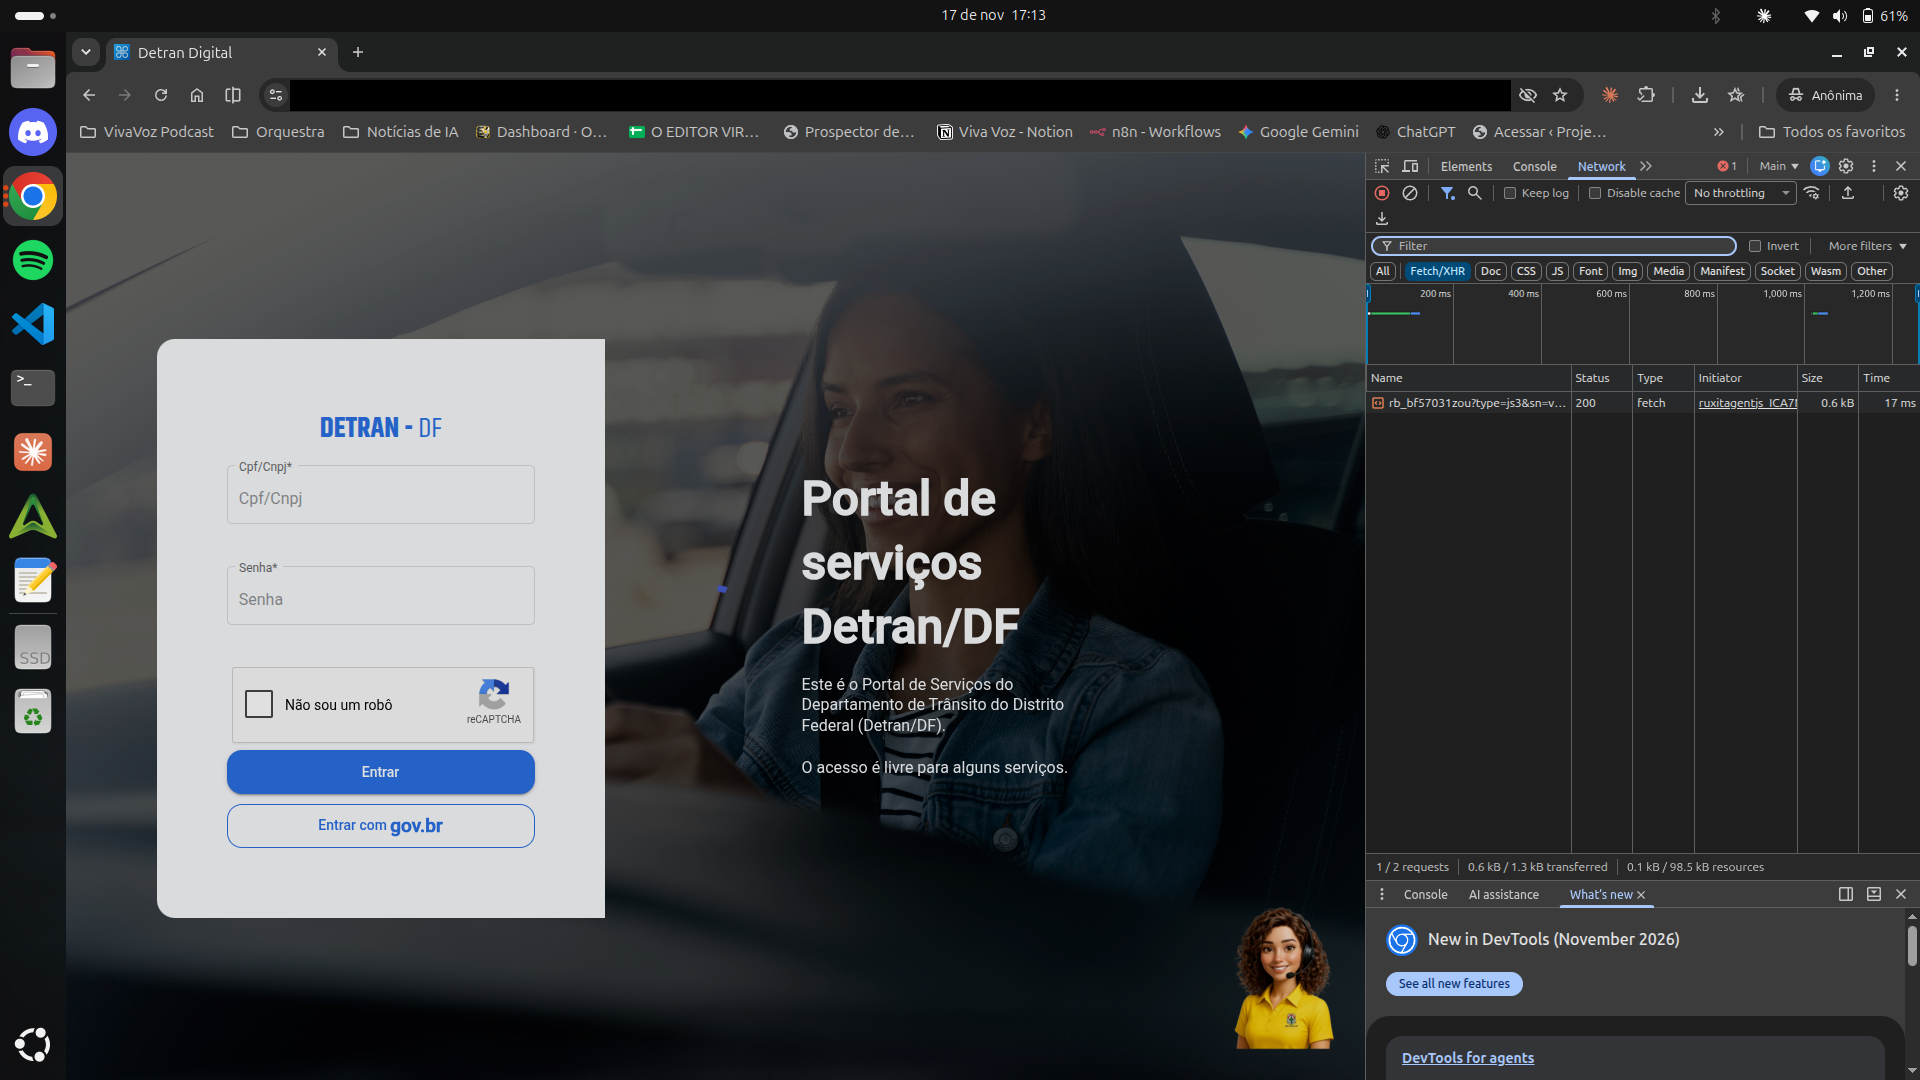 17 de nov 17:13
61%
Detran Digital
Anônima
VivaVoz Podcast
Orquestra
Notícias de IA
Dashboard · O…
O EDITOR VIR…
Prospector de…
Viva Voz - Notion
n8n - Workflows
Google Gemini
ChatGPT
Acessar ‹ Proje…
Todos os favoritos
DETRAN - DF
Cpf/Cnpj*
Cpf/Cnpj
Senha*
Senha
Não sou um robô
reCAPTCHA
Entrar
Entrar com gov.br
Portal de
serviços
Detran/DF
Este é o Portal de Serviços do
Departamento de Trânsito do Distrito
Federal (Detran/DF).
O acesso é livre para alguns serviços.
Elements Console Network 1 Main
Keep log Disable cache No throttling
Filter Invert More filters
All Fetch/XHR Doc CSS JS Font Img Media Manifest Socket Wasm Other
200 ms 400 ms 600 ms 800 ms 1,000 ms 1,200 ms
Name Status Type Initiator Size Time
rb_bf57031zou?type=js3&sn=v… 200 fetch ruxitagentjs_ICA7 0.6 kB 17 ms
1 / 2 requests 0.6 kB / 1.3 kB transferred 0.1 kB / 98.5 kB resources
Console AI assistance What's new
New in DevTools (November 2026)
See all new features
DevTools for agents
SSD